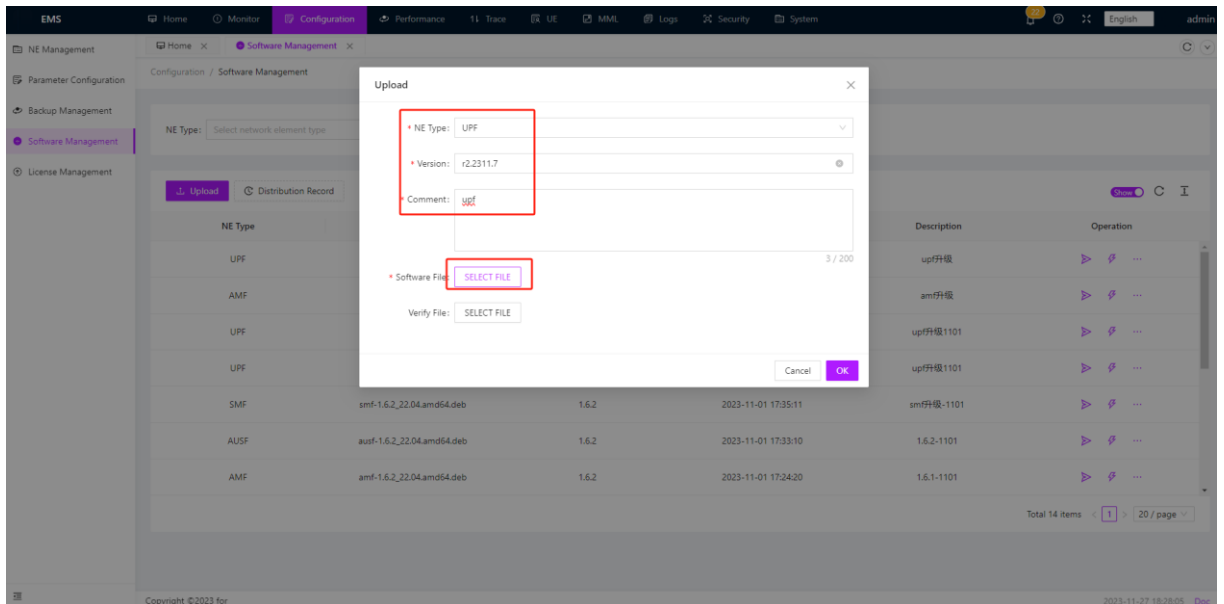 EMS Home Monitor Configuration Performance Trace UE MML Logs Security System 22 English admin
NE Management
Home Software Management
Parameter Configuration
Configuration / Software Management
Backup Management
Software Management
License Management
NE Type: Select network element type
Upload Distribution Record
Show
Upload
* NE Type: UPF
* Version: r2.2311.7
* Comment: upf
3 / 200
* Software File: SELECT FILE
Verify File: SELECT FILE
Cancel OK
NE Type Description Operation
UPF upf升级
AMF amf升级
UPF upf升级1101
UPF upf升级1101
SMF smf-1.6.2_22.04.amd64.deb 1.6.2 2023-11-01 17:35:11 smf升级-1101
AUSF ausf-1.6.2_22.04.amd64.deb 1.6.2 2023-11-01 17:33:10 1.6.2-1101
AMF amf-1.6.2_22.04.amd64.deb 1.6.2 2023-11-01 17:24:20 1.6.1-1101
Total 14 items < 1 > 20 / page
Copyright ©2023 for 2023-11-27 18:28:05 Doc